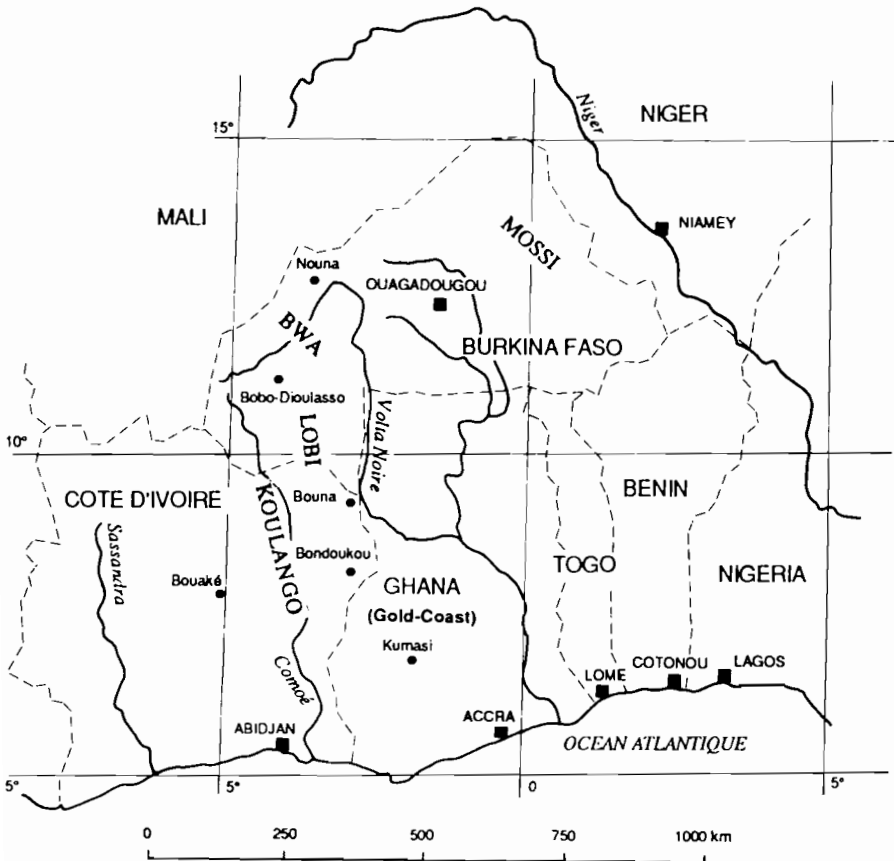 Niger
NIGER
15°
MALI
MOSSI
NIAMEY
Nouna
OUAGADOUGOU
BWA
BURKINA FASO
Bobo-Dioulasso
LOBI
Volta Noire
10°
COTE D'IVOIRE
KOULANGO
Bouna
BENIN
Sassandra
Bondoukou
TOGO
NIGERIA
Bouaké
GHANA
(Gold-Coast)
Kumasi
Comoé
LOME
COTONOU
LAGOS
ABIDJAN
ACCRA
OCEAN ATLANTIQUE
5°
5°
0
5°
0
250
500
750
1000 km